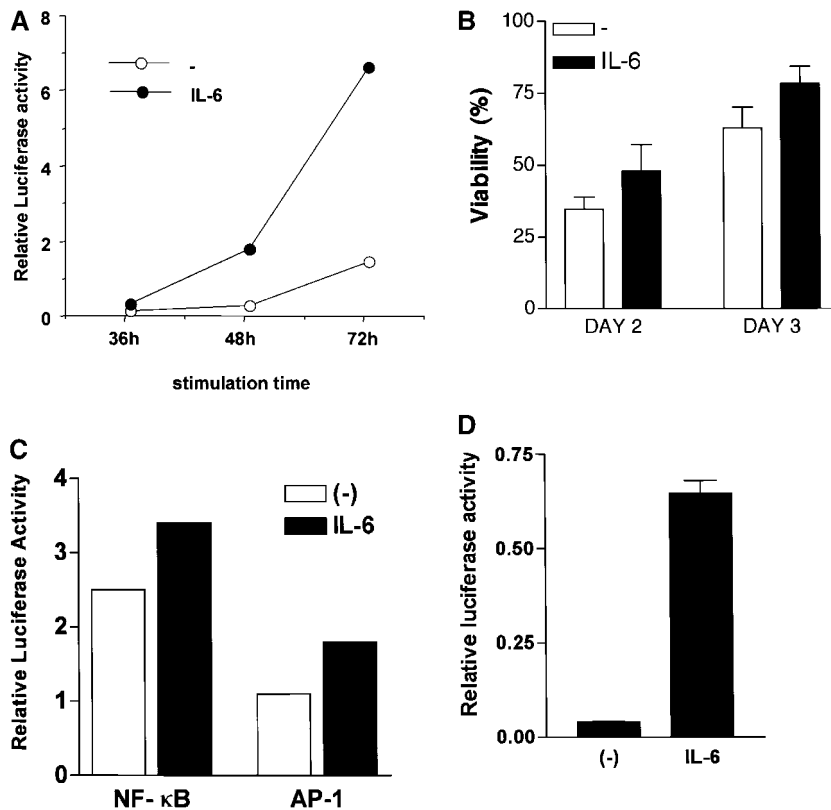 A
Relative Luciferase activity
8
6
4
2
0
-
IL-6
36h
48h
72h
stimulation time
B
Viability (%)
100
75
50
25
0
-
IL-6
DAY 2
DAY 3
C
Relative Luciferase Activity
4
3
2
1
0
(-)
IL-6
NF- κB
AP-1
D
Relative luciferase activity
0.75
0.50
0.25
0.00
(-)
IL-6